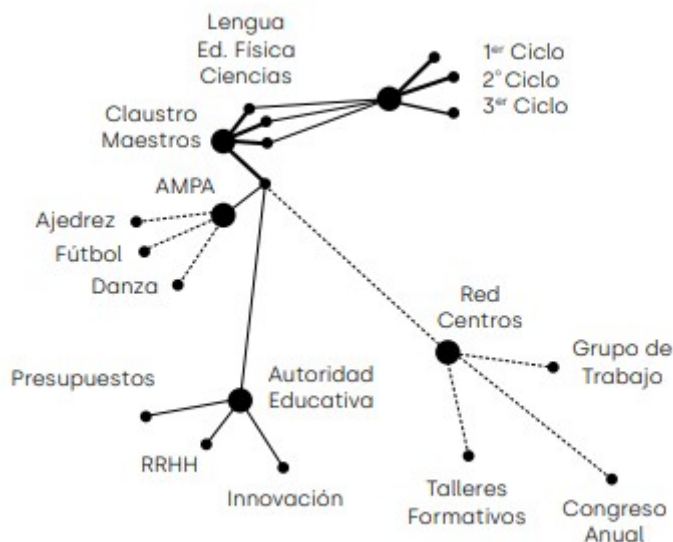 Lengua
Ed. Física
Ciencias
1er Ciclo
2° Ciclo
3er Ciclo
Claustro
Maestros
AMPA
Ajedrez
Fútbol
Danza
Red
Centros
Grupo de
Trabajo
Presupuestos
Autoridad
Educativa
RRHH
Innovación
Talleres
Formativos
Congreso
Anual